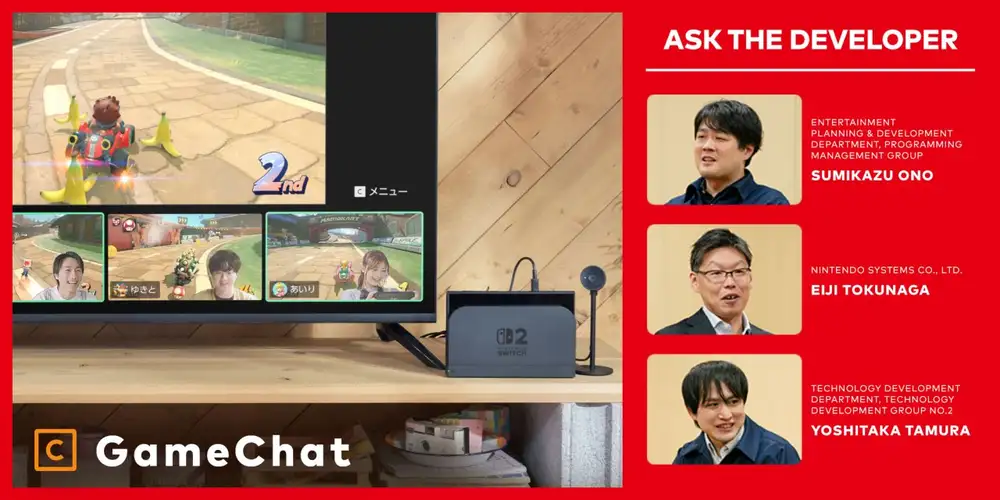 2nd
C メニュー
ゆきと
あいり
2
SWITCH
C GameChat
ASK THE DEVELOPER
ENTERTAINMENT
PLANNING & DEVELOPMENT
DEPARTMENT, PROGRAMMING
MANAGEMENT GROUP
SUMIKAZU ONO
NINTENDO SYSTEMS CO., LTD.
EIJI TOKUNAGA
TECHNOLOGY DEVELOPMENT
DEPARTMENT, TECHNOLOGY
DEVELOPMENT GROUP NO.2
YOSHITAKA TAMURA